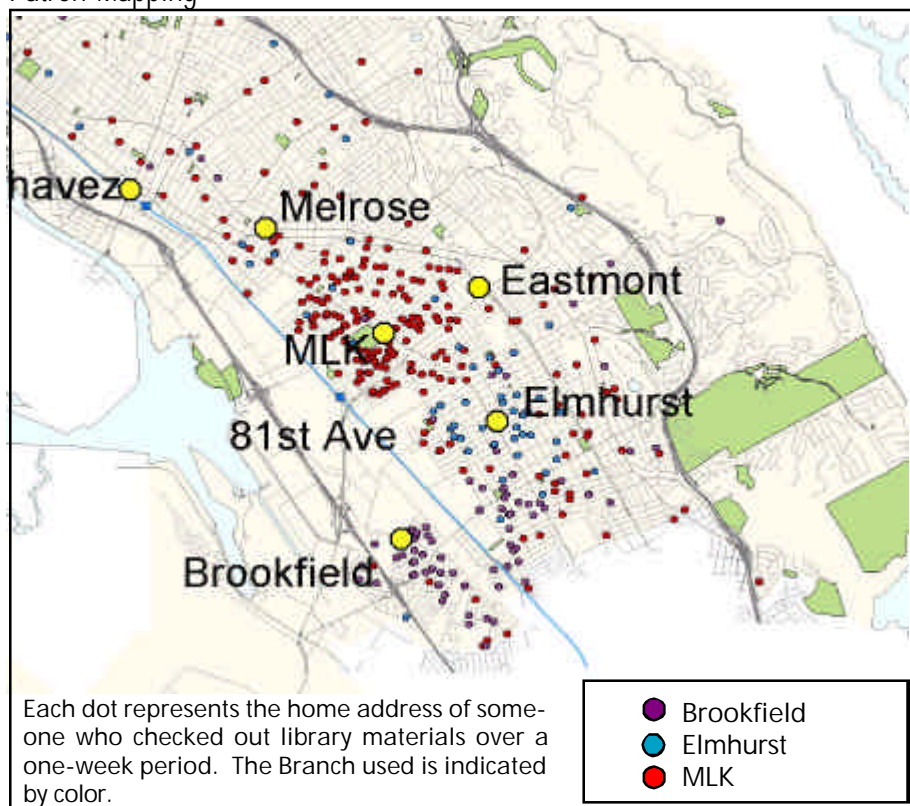 Patron Mapping
havez
Melrose
Eastmont
MLK
Elmhurst
81st Ave
Brookfield
Each dot represents the home address of some-
one who checked out library materials over a
one-week period. The Branch used is indicated
by color.
Brookfield
Elmhurst
MLK